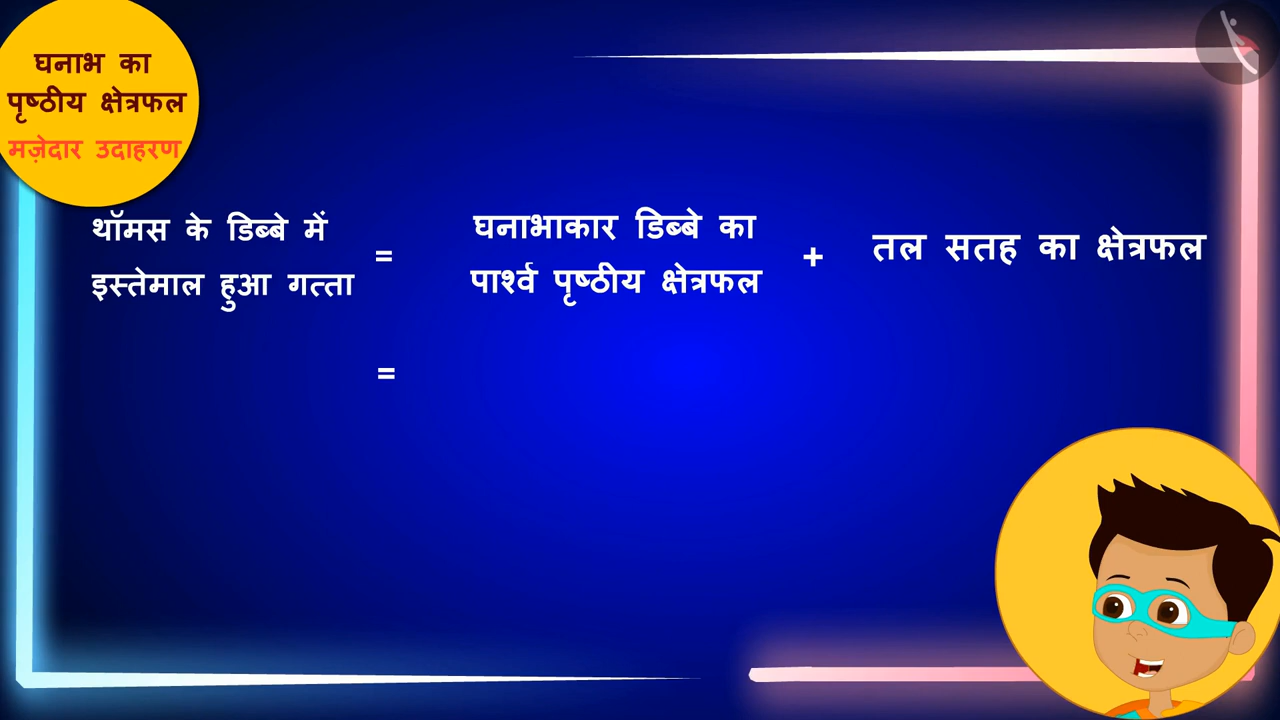 घनाभ का
पृष्ठीय क्षेत्रफल
मज़ेदार उदाहरण
थॉमस के डिब्बे में
इस्तेमाल हुआ गत्ता
=
घनाभाकार डिब्बे का
पार्श्व पृष्ठीय क्षेत्रफल
+
तल सतह का क्षेत्रफल
=